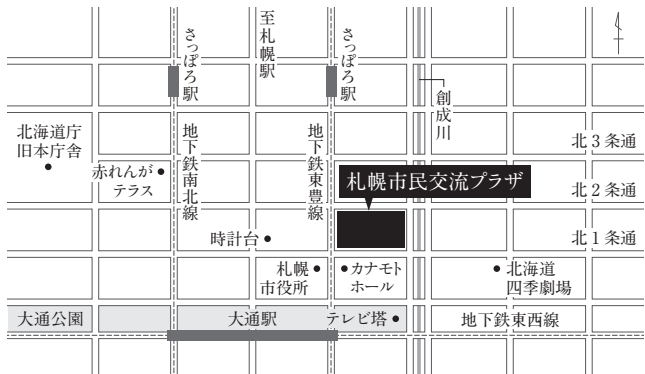 至札幌駅
さっぽろ駅
さっぽろ駅
創成川
北海道庁
旧本庁舎
地下鉄南北線
地下鉄東豊線
北3条通
赤れんが
テラス
札幌市民交流プラザ
北2条通
時計台
北1条通
札幌
市役所
カナモト
ホール
北海道
四季劇場
大通公園
大通駅
テレビ塔
地下鉄東西線